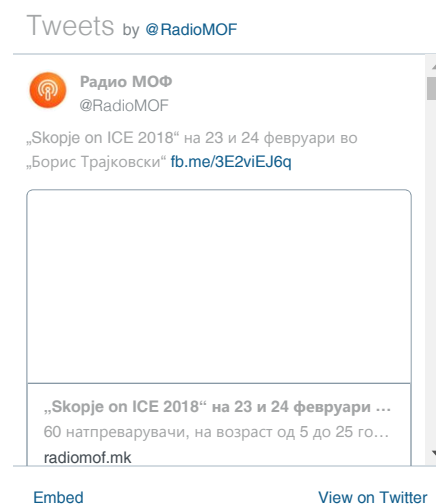 Tweets by @RadioMOF
Радио МОФ
@RadioMOF
„Skopje on ICE 2018“ на 23 и 24 февруари во
„Борис Трајковски“ fb.me/3E2viEJ6q
„Skopje on ICE 2018“ на 23 и 24 февруари ...
60 натпреварувачи, на возраст од 5 до 25 го...
radiomof.mk
Embed
View on Twitter